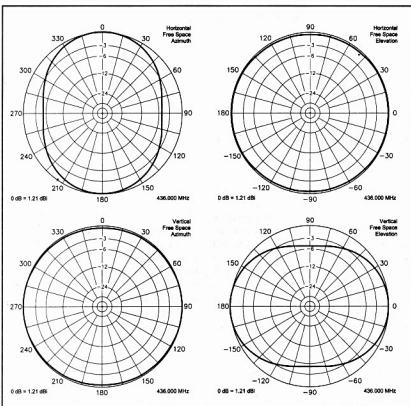 Horizontal
Free Space
Azimuth
0
330 30
300 60
-3
-6
-12
-24
270 90
240 120
210 150
180
0 dB = 1.21 dBi 436.000 MHz
Horizontal
Free Space
Elevation
90
120 60
150 30
-3
-6
-12
-24
180 0
-150 -30
-120 -60
-90
0 dB = 1.21 dBi 436.000 MHz
Vertical
Free Space
Azimuth
0
330 30
300 60
-3
-6
-12
-24
270 90
240 120
210 150
180
0 dB = 1.21 dBi 436.000 MHz
Vertical
Free Space
Elevation
90
120 60
150 30
-3
-6
-12
-24
180 0
-150 -30
-120 -60
-90
0 dB = 1.21 dBi 436.000 MHz